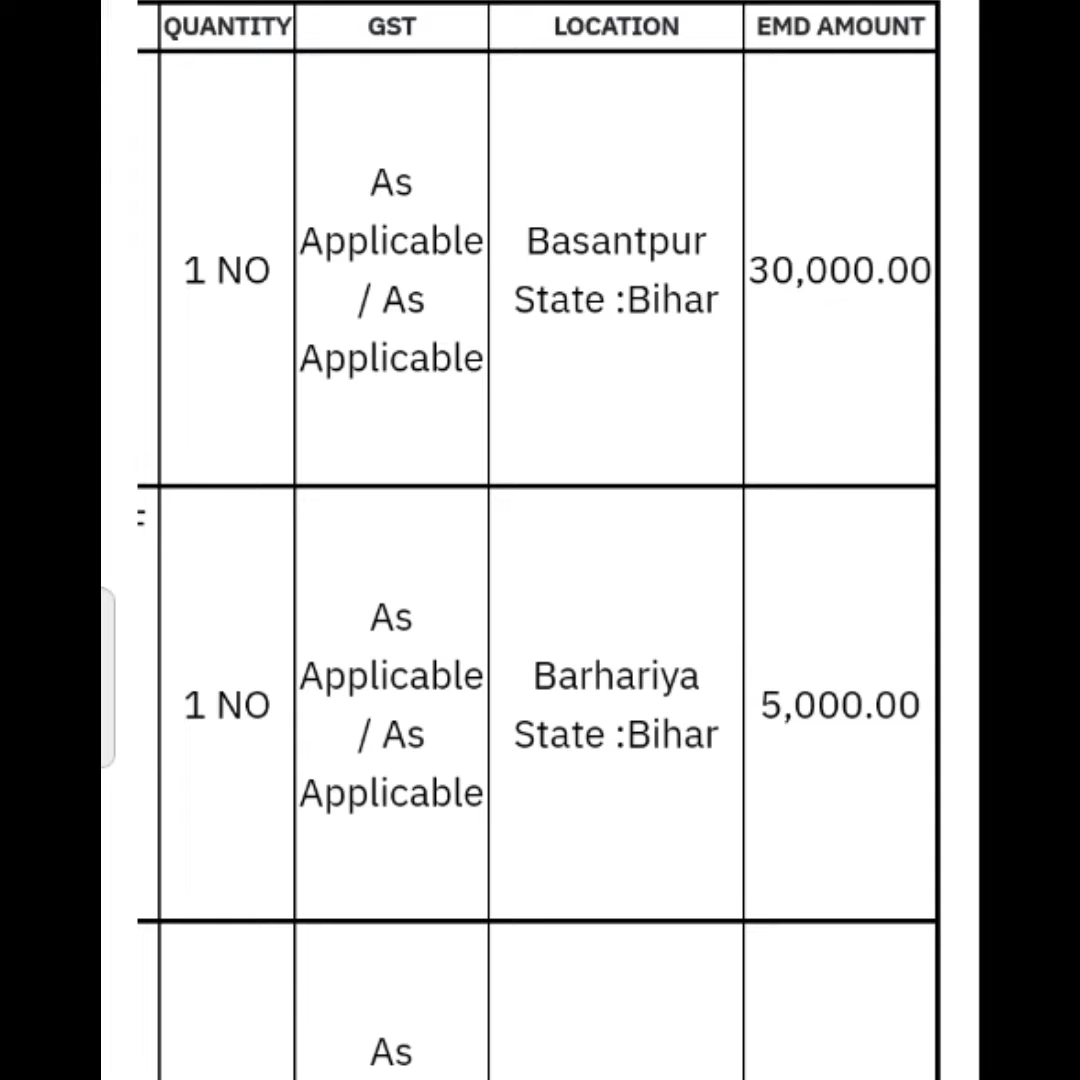 QUANTITY GST LOCATION EMD AMOUNT
As
Applicable
/ As
Applicable
1 NO
Basantpur
State :Bihar
30,000.00
As
Applicable
/ As
Applicable
1 NO
Barhariya
State :Bihar
5,000.00
As